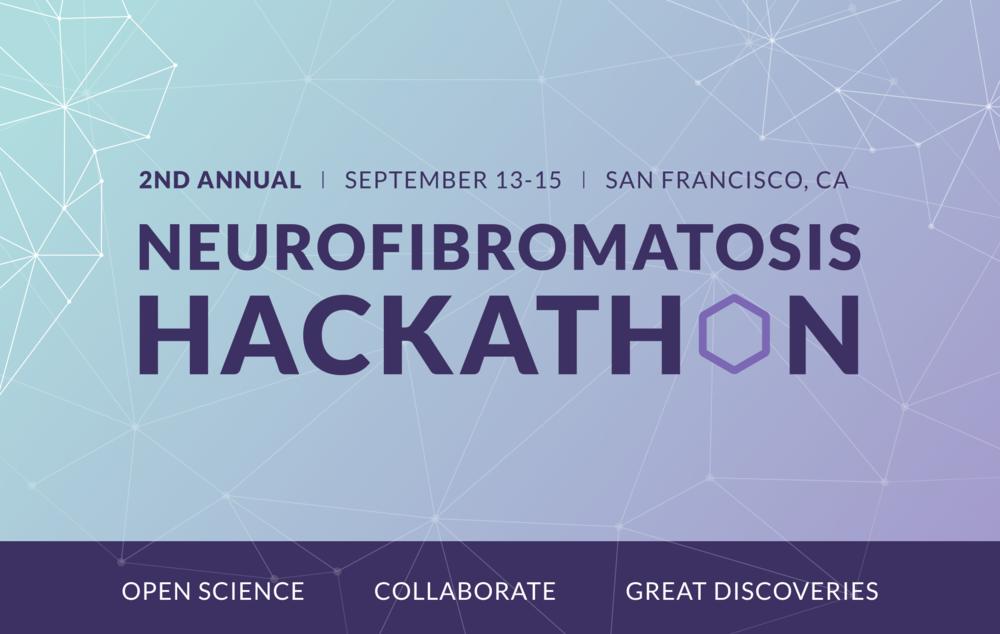 2ND ANNUAL | SEPTEMBER 13-15 | SAN FRANCISCO, CA
NEUROFIBROMATOSIS
HACKATHON
OPEN SCIENCE COLLABORATE GREAT DISCOVERIES